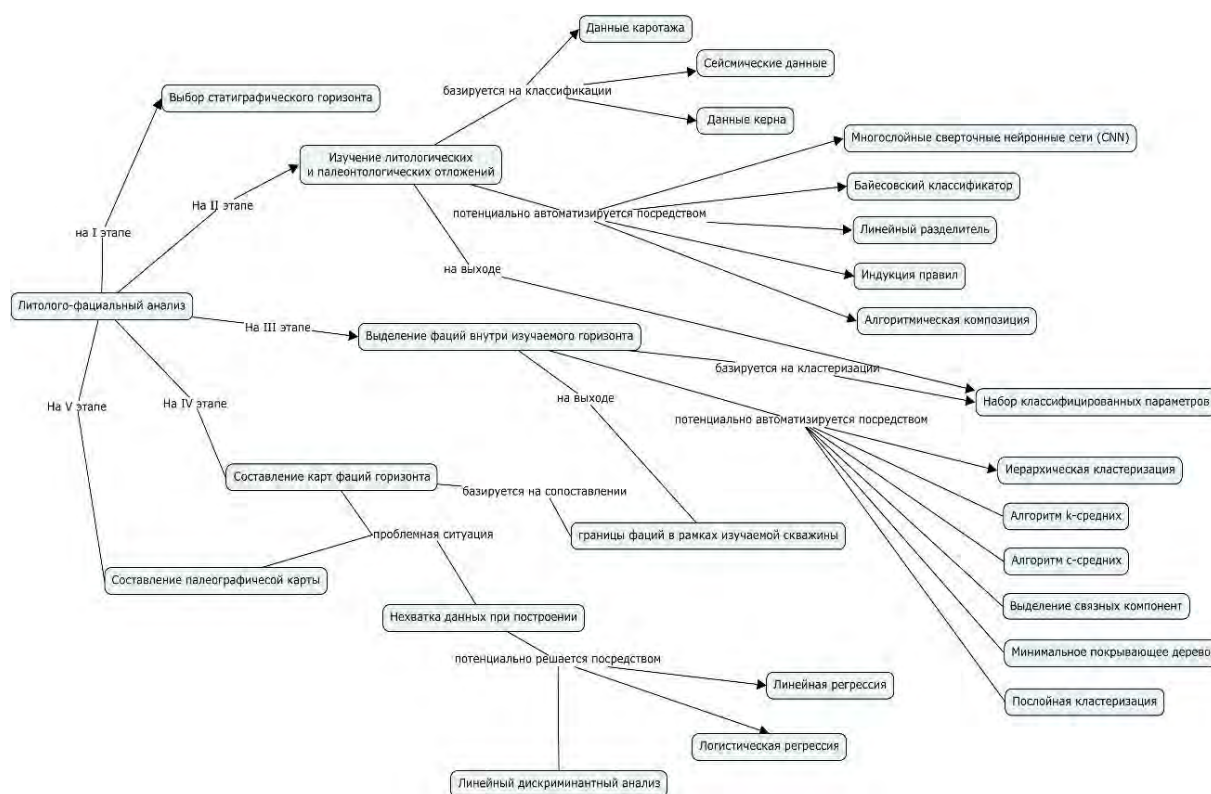 Данные каротажа
Сейсмические данные
базируется на классификации
Выбор статиграфического горизонта
Данные керна
Многослойные сверточные нейронные сети (CNN)
Изучение литологических
и палеонтологических отложений
Байесовский классификатор
На II этапе
потенциально автоматизируется посредством
на I этапе
Линейный разделитель
на выходе
Индукция правил
Литолого-фациальный анализ
Алгоритмическая композиция
На III этапе
Выделение фаций внутри изучаемого горизонта
базируется на кластеризации
На V этапе
На IV этапе
на выходе
Набор классифицированных параметров
потенциально автоматизируется посредством
Иерархическая кластеризация
Составление карт фаций горизонта
базируется на сопоставлении
Алгоритм k-средних
проблемная ситуация
границы фаций в рамках изучаемой скважины
Алгоритм c-средних
Составление палеографичесой карты
Выделение связных компонент
Нехватка данных при построении
Минимальное покрывающее дерево
потенциально решается посредством
Линейная регрессия
Послойная кластеризация
Логистическая регрессия
Линейный дискриминантный анализ